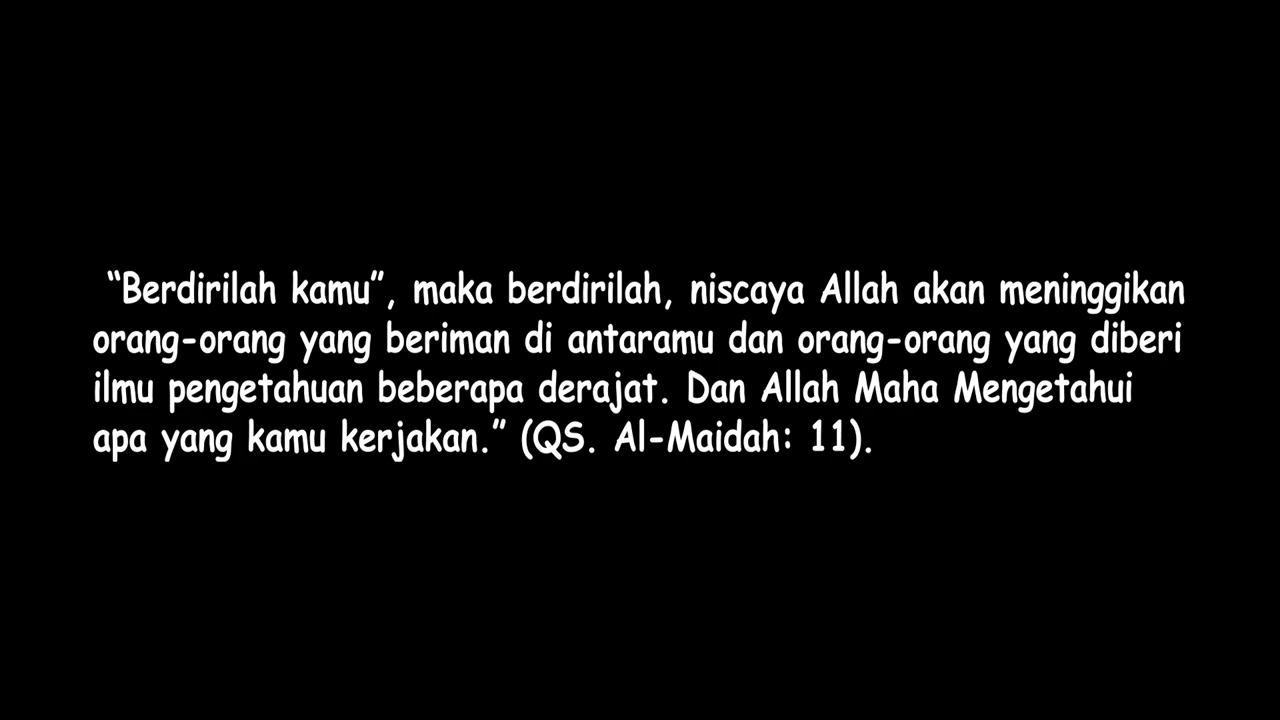 “Berdirilah kamu”, maka berdirilah, niscaya Allah akan meninggikan
orang-orang yang beriman di antaramu dan orang-orang yang diberi
ilmu pengetahuan beberapa derajat. Dan Allah Maha Mengetahui
apa yang kamu kerjakan.” (QS. Al-Maidah: 11).